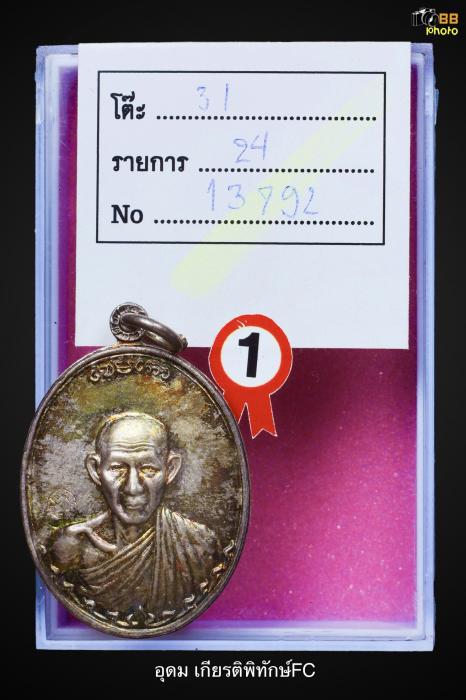 BB
photo
โต๊ะ 31
รายการ 24
No 13792
1
อุดม เกียรติพิทักษ์FC